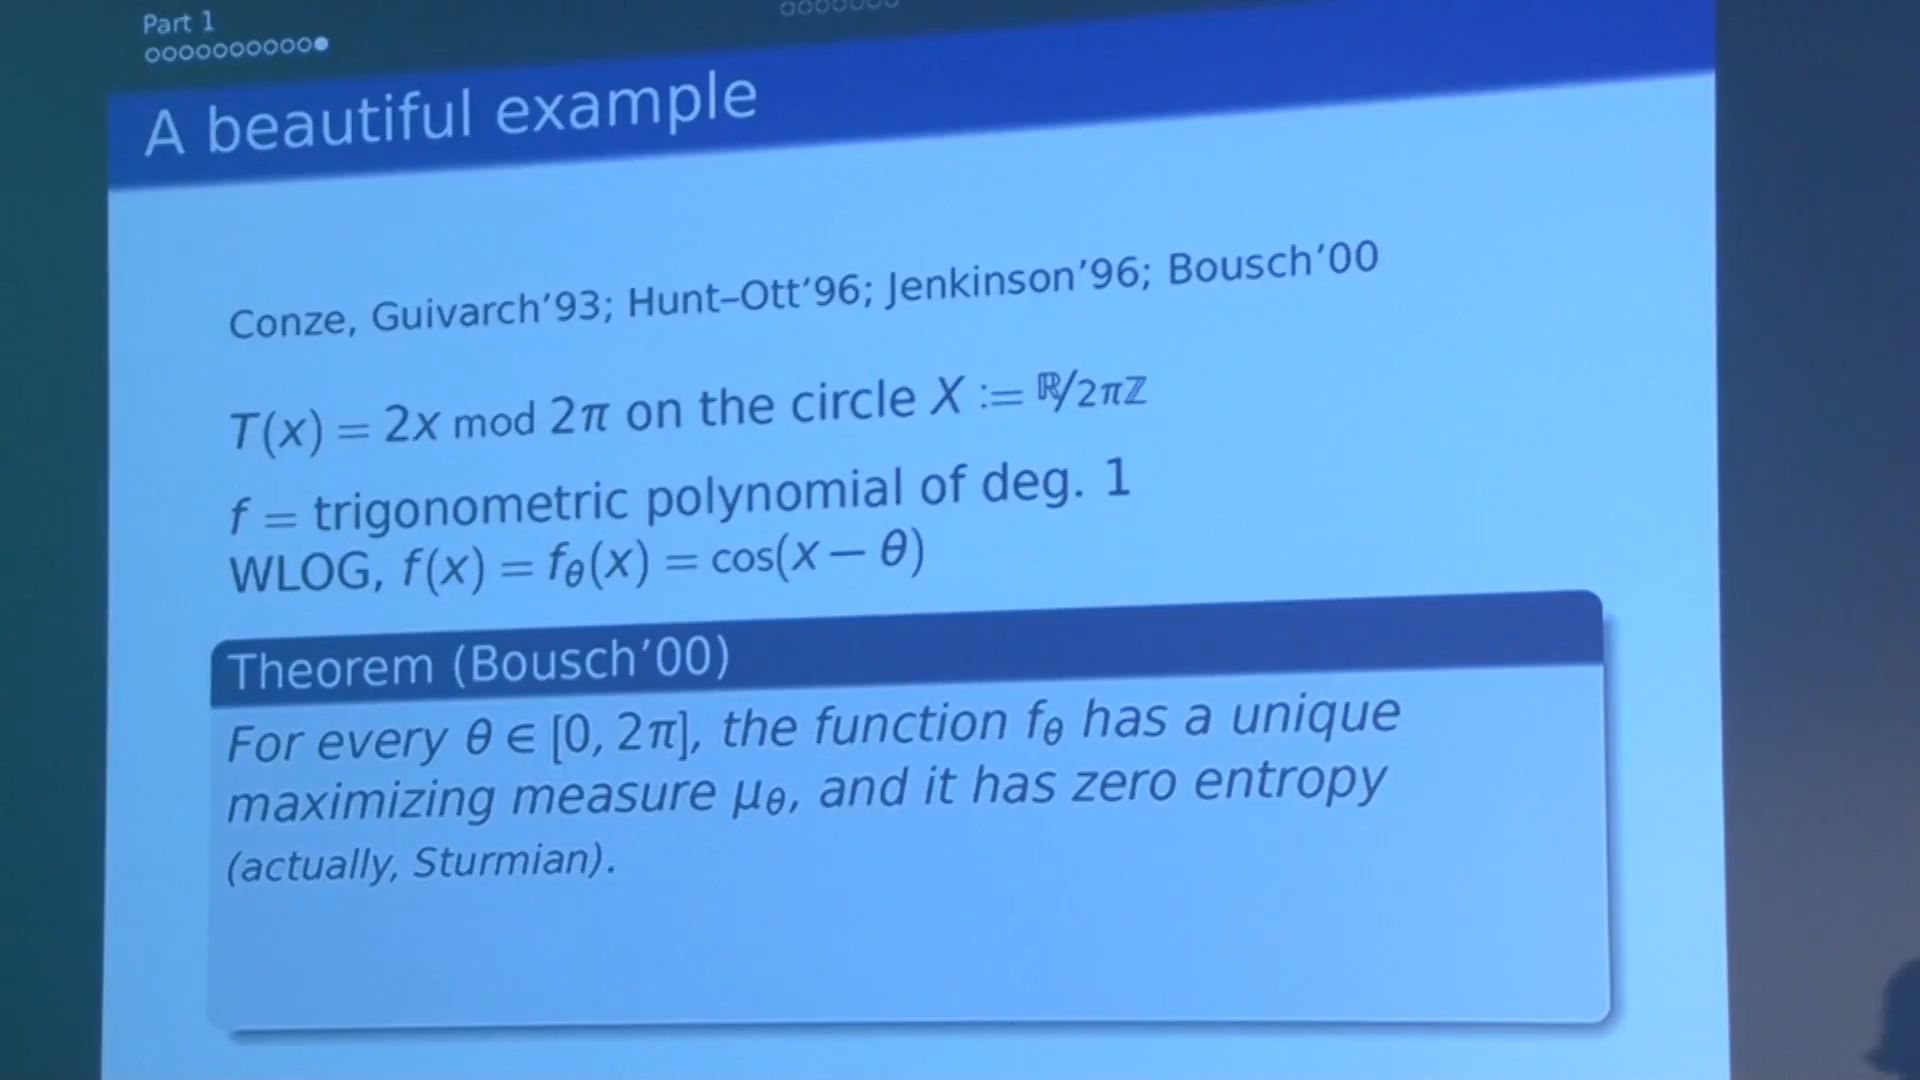 Part 1
A beautiful example
Conze, Guivarch'93; Hunt–Ott'96; Jenkinson'96; Bousch'00
T(x) = 2x mod 2π on the circle X := ℝ/2πℤ
f = trigonometric polynomial of deg. 1
WLOG, f(x) = f_θ(x) = cos(x − θ)
Theorem (Bousch'00)
For every θ ∈ [0, 2π], the function f_θ has a unique
maximizing measure μ_θ, and it has zero entropy
(actually, Sturmian).